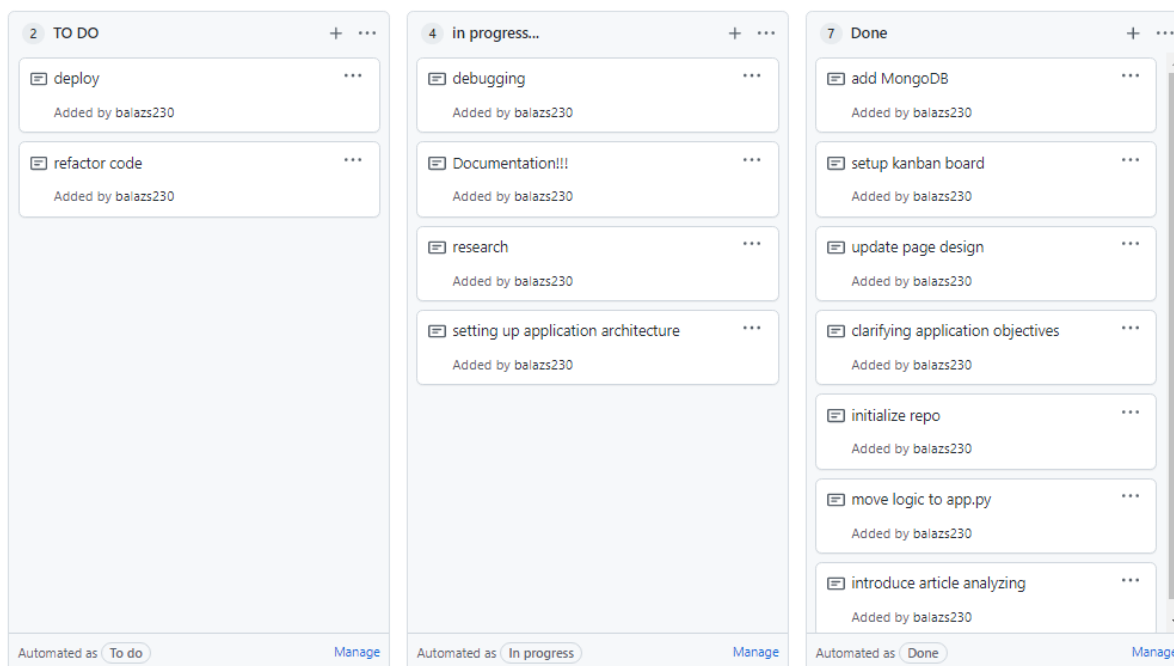 2 TO DO
deploy
Added by balazs230
refactor code
Added by balazs230
Automated as To do Manage
4 in progress...
debugging
Added by balazs230
Documentation!!!
Added by balazs230
research
Added by balazs230
setting up application architecture
Added by balazs230
Automated as In progress Manage
7 Done
add MongoDB
Added by balazs230
setup kanban board
Added by balazs230
update page design
Added by balazs230
clarifying application objectives
Added by balazs230
initialize repo
Added by balazs230
move logic to app.py
Added by balazs230
introduce article analyzing
Added by balazs230
Automated as Done Manage